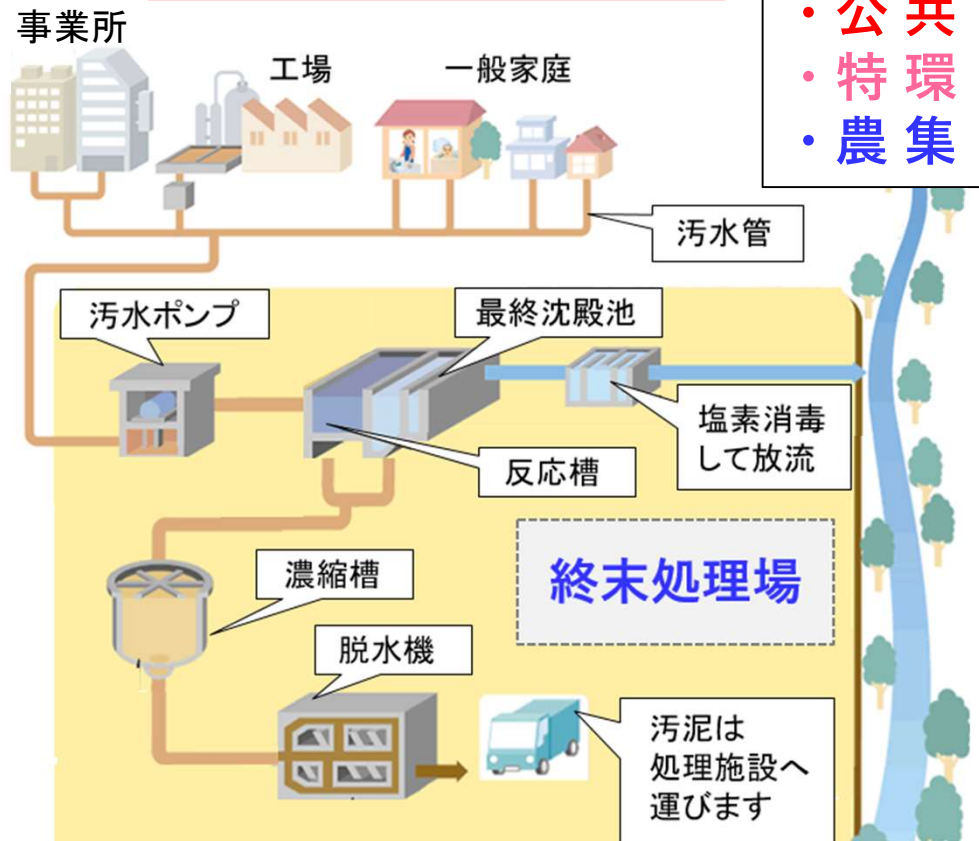 事業所
工場
一般家庭
・公共
・特環
・農集
汚水管
汚水ポンプ
最終沈殿池
塩素消毒
して放流
反応槽
濃縮槽
終末処理場
脱水機
汚泥は
処理施設へ
運びます